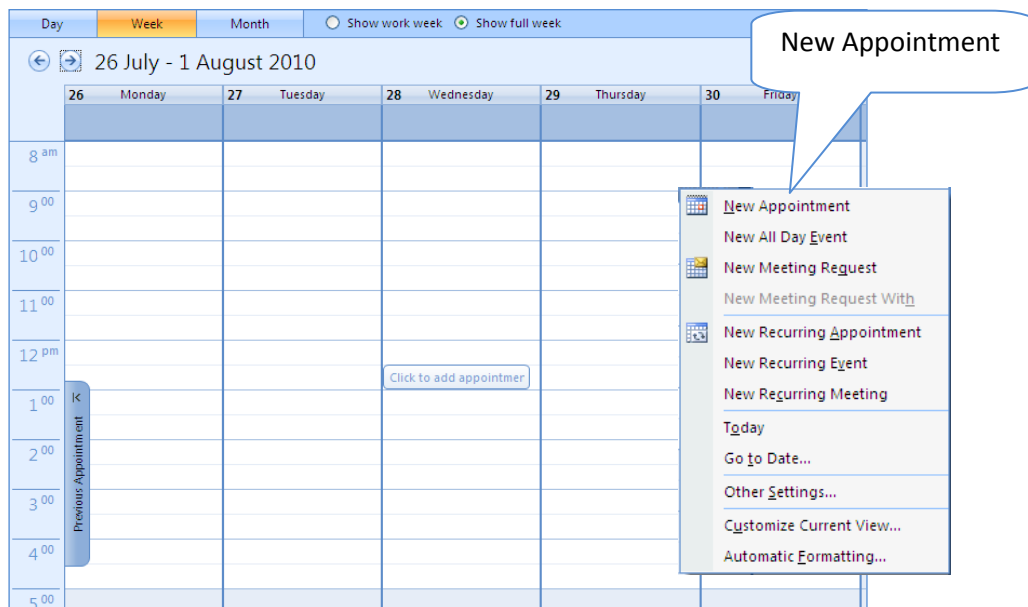 Day Week Month Show work week Show full week
New Appointment
26 July - 1 August 2010
26 Monday 27 Tuesday 28 Wednesday 29 Thursday 30 Friday
8 am
9 00
10 00
11 00
12 pm
1 00
2 00
3 00
4 00
5 00
Previous Appointment
Click to add appointmer
New Appointment
New All Day Event
New Meeting Request
New Meeting Request With
New Recurring Appointment
New Recurring Event
New Recurring Meeting
Today
Go to Date...
Other Settings...
Customize Current View...
Automatic Formatting...